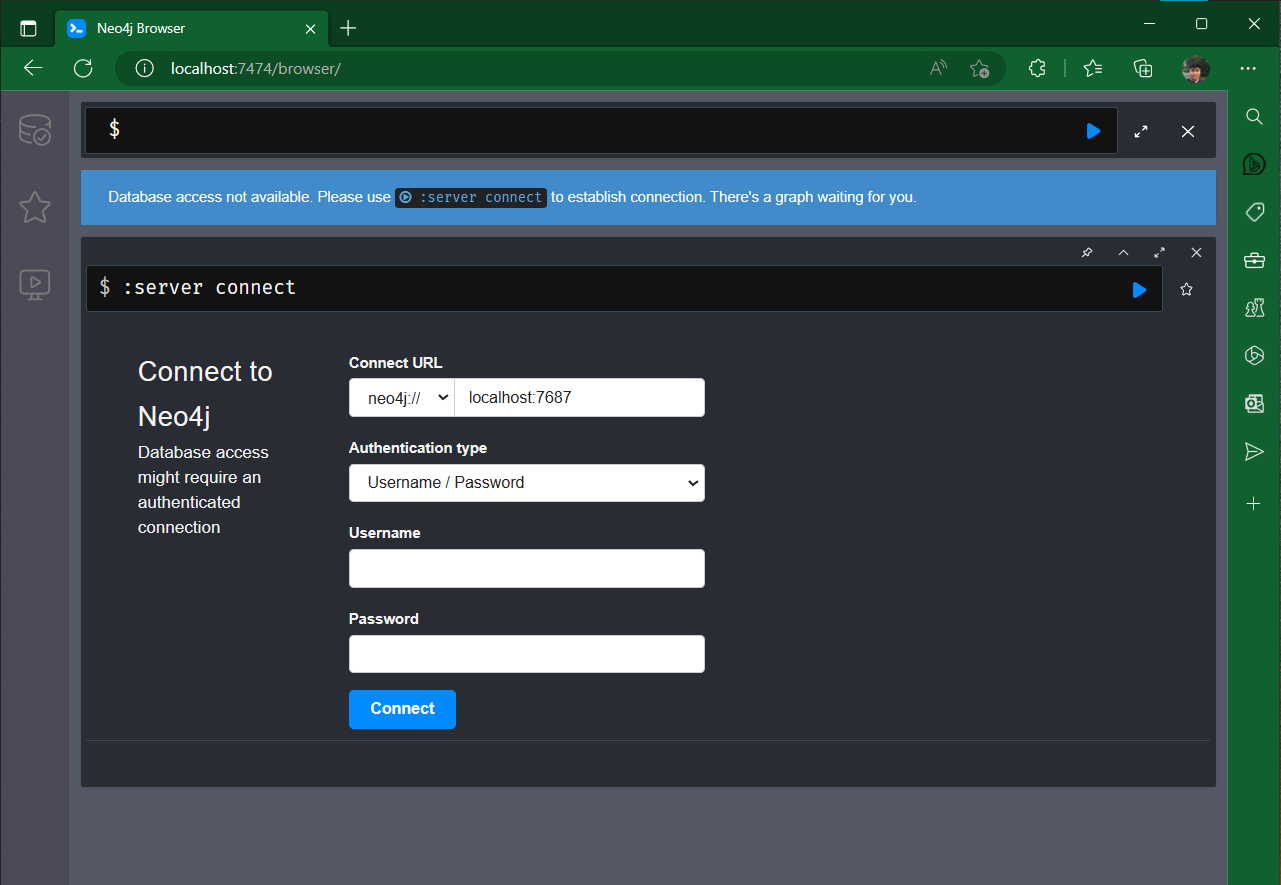 Neo4j Browser
localhost:7474/browser/
$
Database access not available. Please use :server connect to establish connection. There's a graph waiting for you.
$ :server connect
Connect to
Neo4j
Database access
might require an
authenticated
connection
Connect URL
neo4j://
localhost:7687
Authentication type
Username / Password
Username
Password
Connect